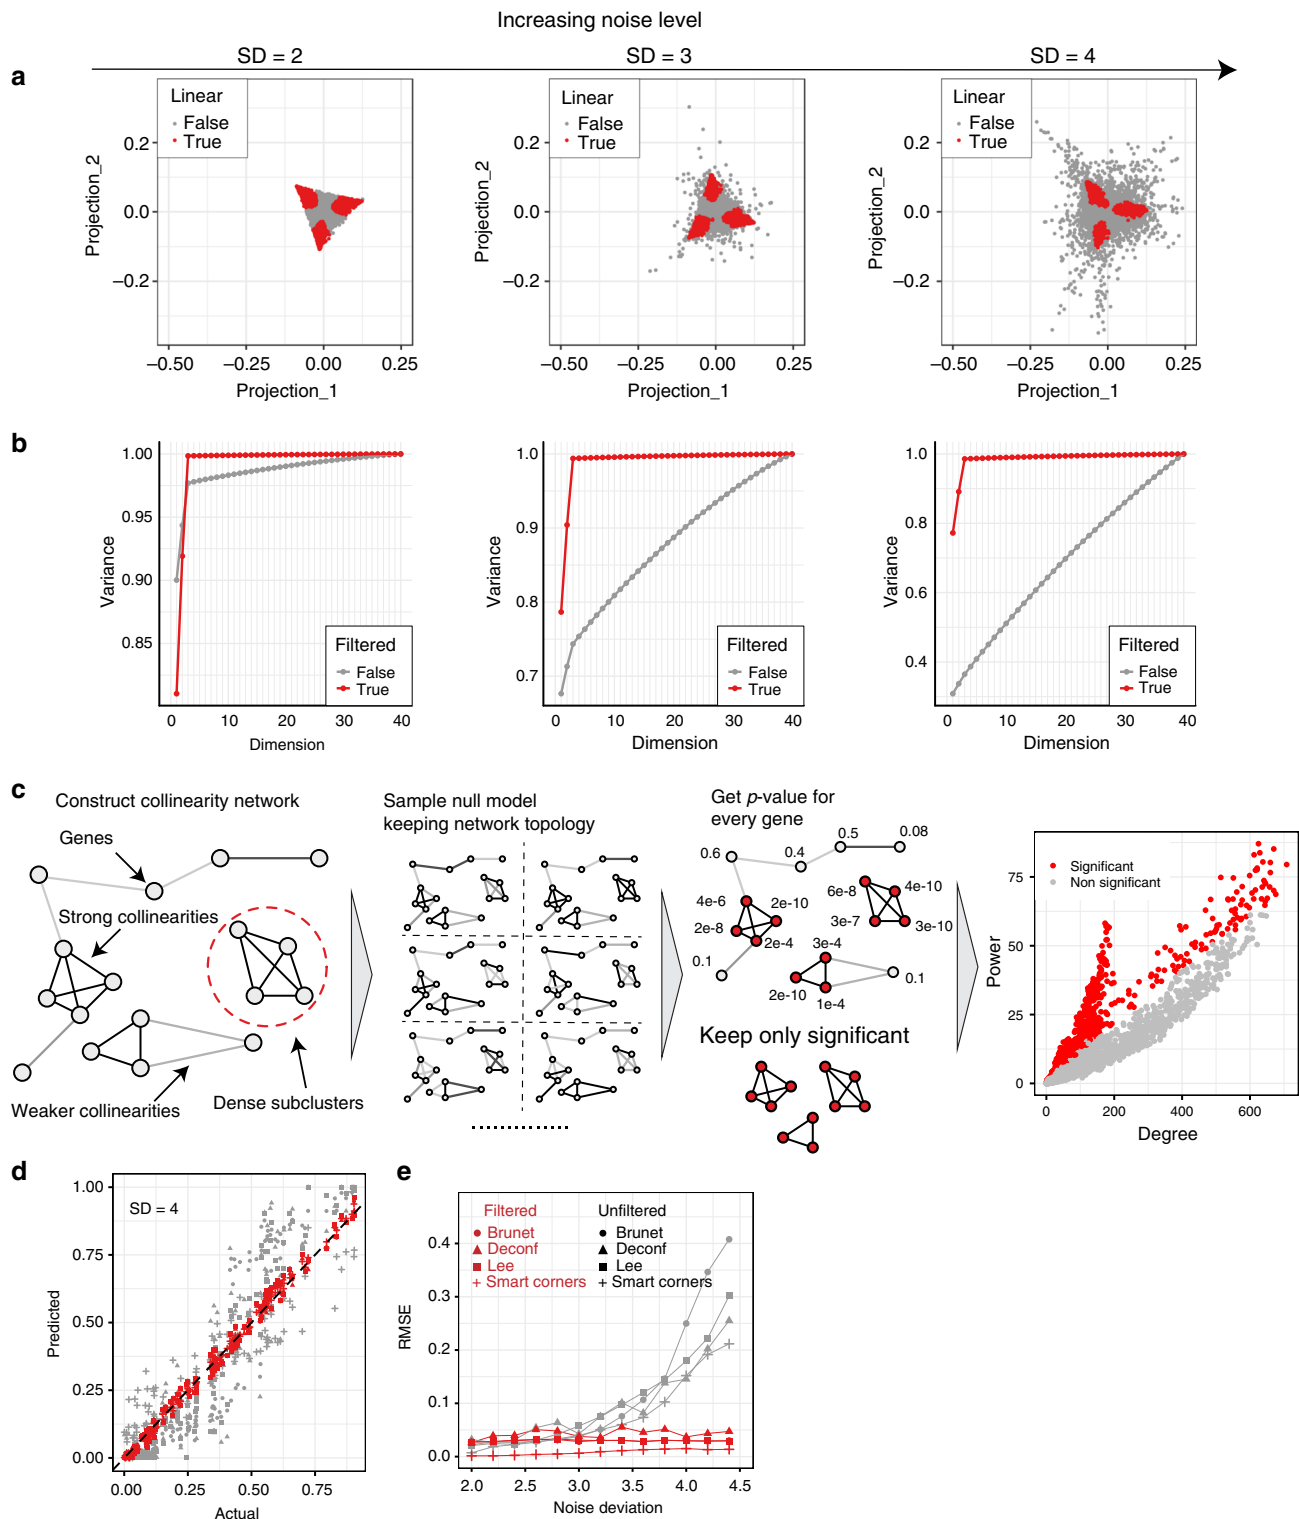 Increasing noise level
SD = 2
SD = 3
SD = 4
a
Linear
False
True
0.2
0.0
−0.2
Projection_2
−0.50
−0.25
0.00
0.25
Projection_1
Linear
False
True
0.2
0.0
−0.2
Projection_2
−0.50
−0.25
0.00
0.25
Projection_1
Linear
False
True
0.2
0.0
−0.2
Projection_2
−0.50
−0.25
0.00
0.25
Projection_1
b
1.00
0.95
0.90
0.85
Variance
Filtered
False
True
0
10
20
30
40
Dimension
1.0
0.9
0.8
0.7
Variance
Filtered
False
True
0
10
20
30
40
Dimension
1.0
0.8
0.6
0.4
Variance
Filtered
False
True
0
10
20
30
40
Dimension
c
Construct collinearity network
Genes
Strong collinearities
Weaker collinearities
Dense subclusters
Sample null model
keeping network topology
Get p-value for
every gene
0.6
0.4
0.5
0.08
4e-6
2e-10
2e-8
2e-4
0.1
6e-8
4e-10
3e-7
3e-10
3e-4
2e-10
1e-4
0.1
Keep only significant
Significant
Non significant
75
50
25
0
Power
0
200
400
600
Degree
d
SD = 4
1.00
0.75
0.50
0.25
0.00
Predicted
0.00
0.25
0.50
0.75
Actual
e
Filtered
Brunet
Deconf
Lee
Smart corners
Unfiltered
Brunet
Deconf
Lee
Smart corners
0.4
0.3
0.2
0.1
0.0
RMSE
2.0
2.5
3.0
3.5
4.0
4.5
Noise deviation